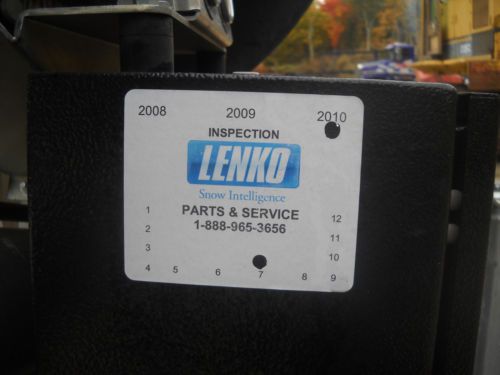 2008 2009 2010
INSPECTION
LENKO
Snow Intelligence
PARTS & SERVICE
1-888-965-3656
1 12
2 11
3 10
4 5 6 7 8 9